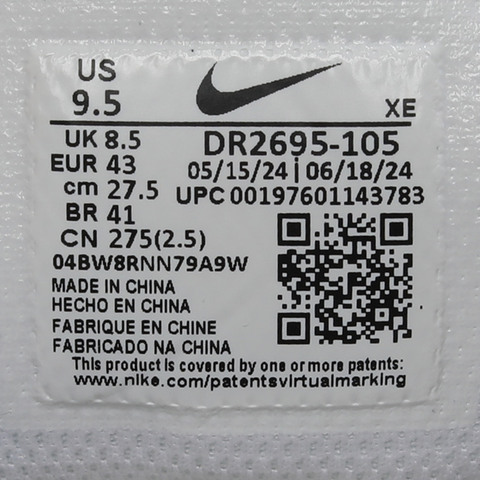 US
9.5
XE
UK 8.5
DR2695-105
EUR 43
05/15/24 | 06/18/24
cm 27.5
UPC 00197601143783
BR 41
CN 275(2.5)
04BW8RNN79A9W
MADE IN CHINA
HECHO EN CHINA
FABRIQUE EN CHINE
FABRICADO NA CHINA
This product is covered by one or more patents:
www.nike.com/patentsvirtualmarking